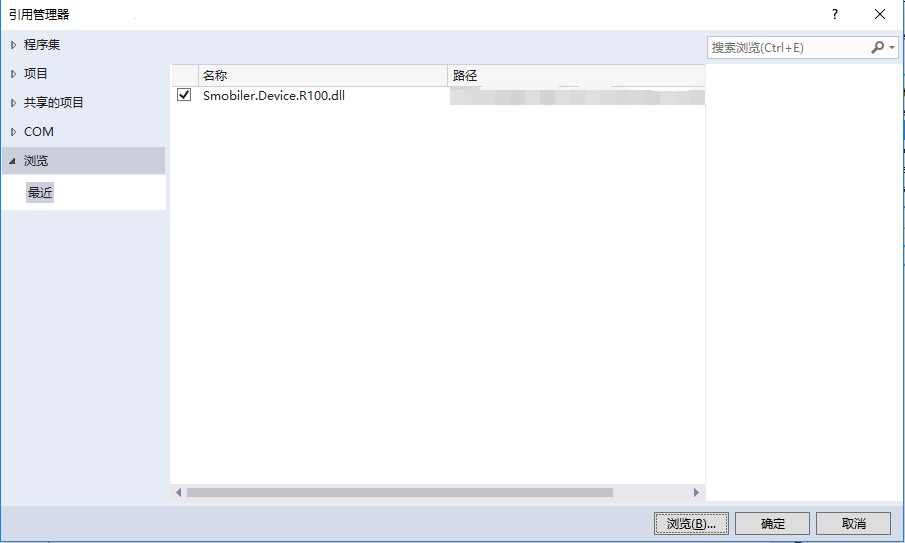 引用管理器
?
程序集
项目
共享的项目
COM
浏览
最近
搜索浏览(Ctrl+E)
名称
路径
Smobiler.Device.R100.dll
浏览(B)...
确定
取消